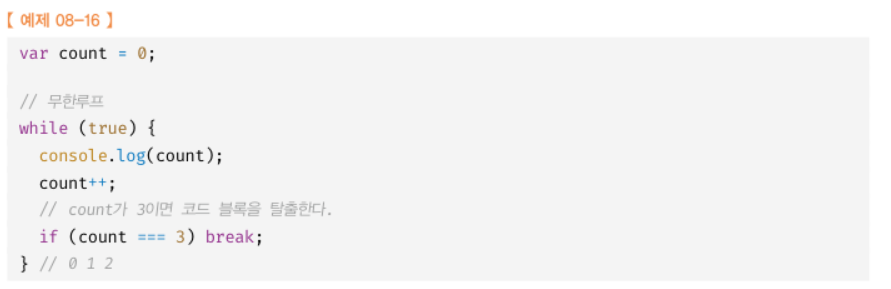 【 예제 08-16 】
var count = 0;
// 무한루프
while (true) {
  console.log(count);
  count++;
  // count가 3이면 코드 블록을 탈출한다.
  if (count === 3) break;
} // 0 1 2